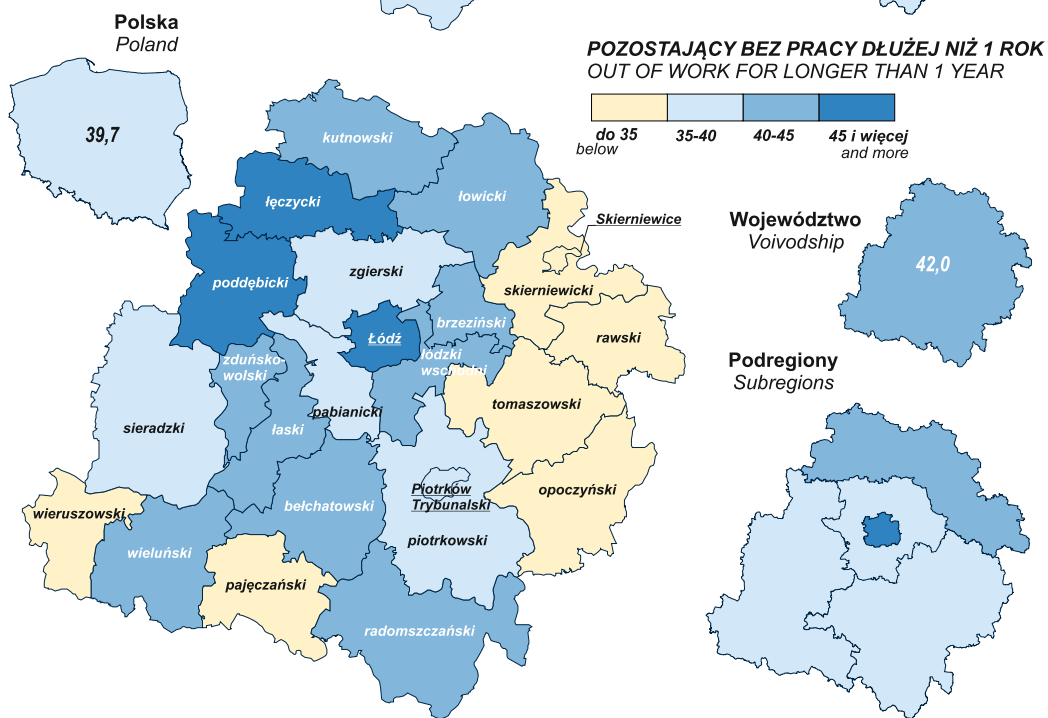 Polska
Poland
39,7
POZOSTAJĄCY BEZ PRACY DŁUŻEJ NIŻ 1 ROK
OUT OF WORK FOR LONGER THAN 1 YEAR
do 35
below
35-40
40-45
45 i więcej
and more
kutnowski
łęczycki
łowicki
Skierniewice
Województwo
Voivodship
42,0
zgierski
poddębicki
skierniewicki
brzeziński
rawski
Łódź
łódzki
wschodni
zduńsko-
wolski
Podregiony
Subregions
pabianicki
tomaszowski
sieradzki
łaski
Piotrków
Trybunalski
opoczyński
bełchatowski
wieruszowski
piotrkowski
wieluński
pajęczański
radomszczański